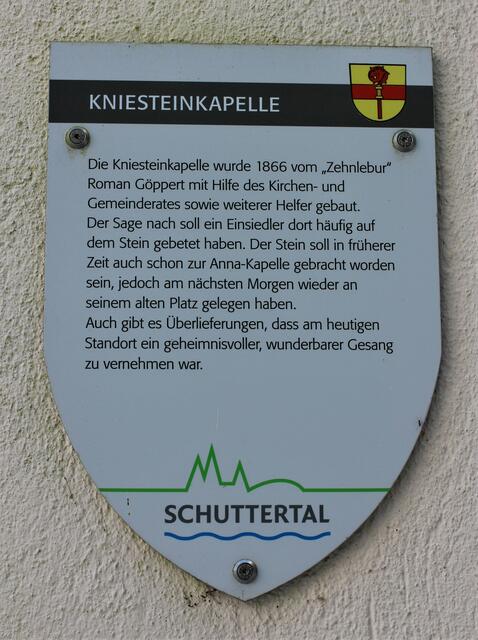 KNIESTEINKAPELLE
Die Kniesteinkapelle wurde 1866 vom „Zehnlebur"
Roman Göppert mit Hilfe des Kirchen- und
Gemeinderates sowie weiterer Helfer gebaut.
Der Sage nach soll ein Einsiedler dort häufig auf
dem Stein gebetet haben. Der Stein soll in früherer
Zeit auch schon zur Anna-Kapelle gebracht worden
sein, jedoch am nächsten Morgen wieder an
seinem alten Platz gelegen haben.
Auch gibt es Überlieferungen, dass am heutigen
Standort ein geheimnisvoller, wunderbarer Gesang
zu vernehmen war.
SCHUTTERTAL